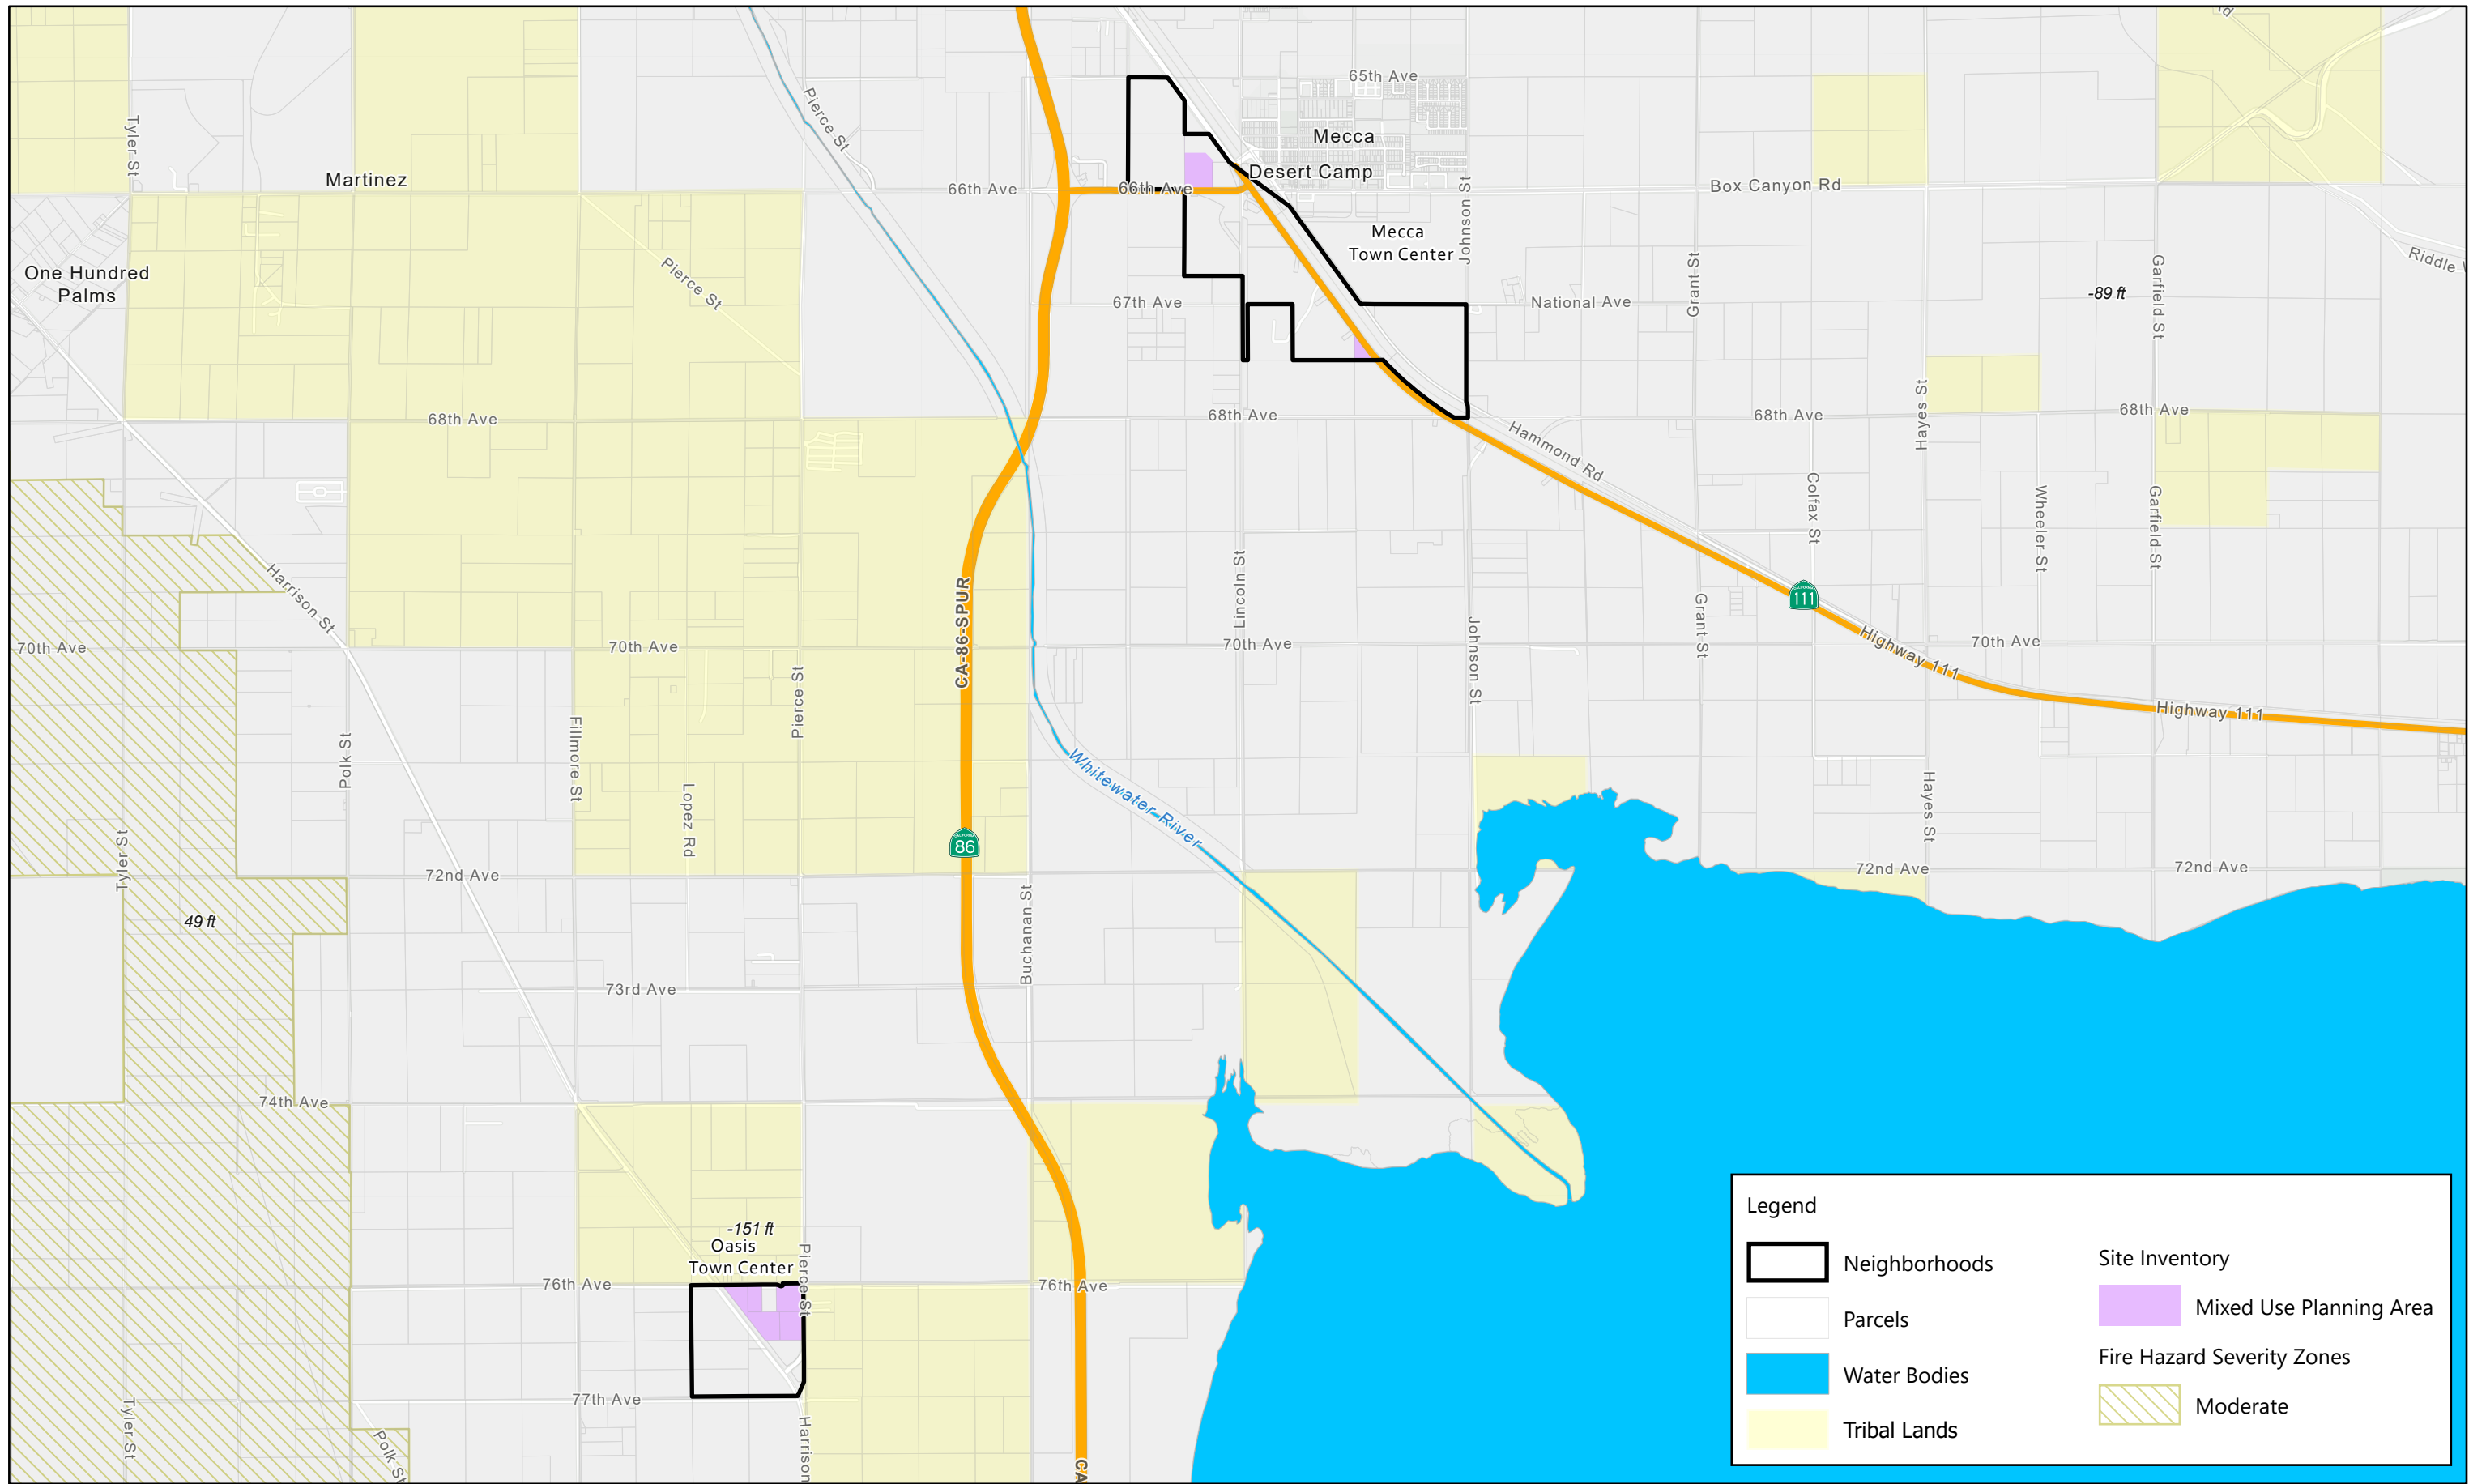 rd
65th Ave
Pierce St
Tyler St
Mecca
Desert Camp
Martinez
66th Ave
66th Ave
Box Canyon Rd
Johnson St
Mecca
Town Center
One Hundred
Palms
Pierce St
Grant St
Garfield St
Riddle
-89 ft
67th Ave
National Ave
68th Ave
68th Ave
68th Ave
68th Ave
Hayes St
Hammond Rd
Colfax St
Wheeler St
Garfield St
Harrison St
CA-86-SPUR
Lincoln St
Grant St
CALIFORNIA
111
70th Ave
70th Ave
70th Ave
70th Ave
Johnson St
Highway 111
Highway 111
Pierce St
Polk St
Fillmore St
Lopez Rd
Whitewater River
Hayes St
Tyler St
CALIFORNIA
86
72nd Ave
72nd Ave
72nd Ave
49 ft
Buchanan St
73rd Ave
74th Ave
-151 ft
Oasis
Town Center
Pierce St
76th Ave
76th Ave
77th Ave
Tyler St
Polk St
Harrison
CA
Legend
Neighborhoods
Parcels
Water Bodies
Tribal Lands
Site Inventory
Mixed Use Planning Area
Fire Hazard Severity Zones
Moderate